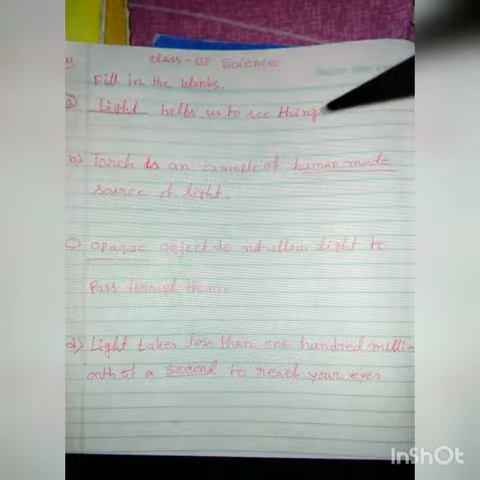 class - III Science
Fill in the blanks.
a) Light helps us to see things
b) Torch is an example of human made
source of light.
c) opaque object do not allow light to
Pass through them.
d) Light takes less than one hundred milli-
onth of a second to reach your eyes
InShOt